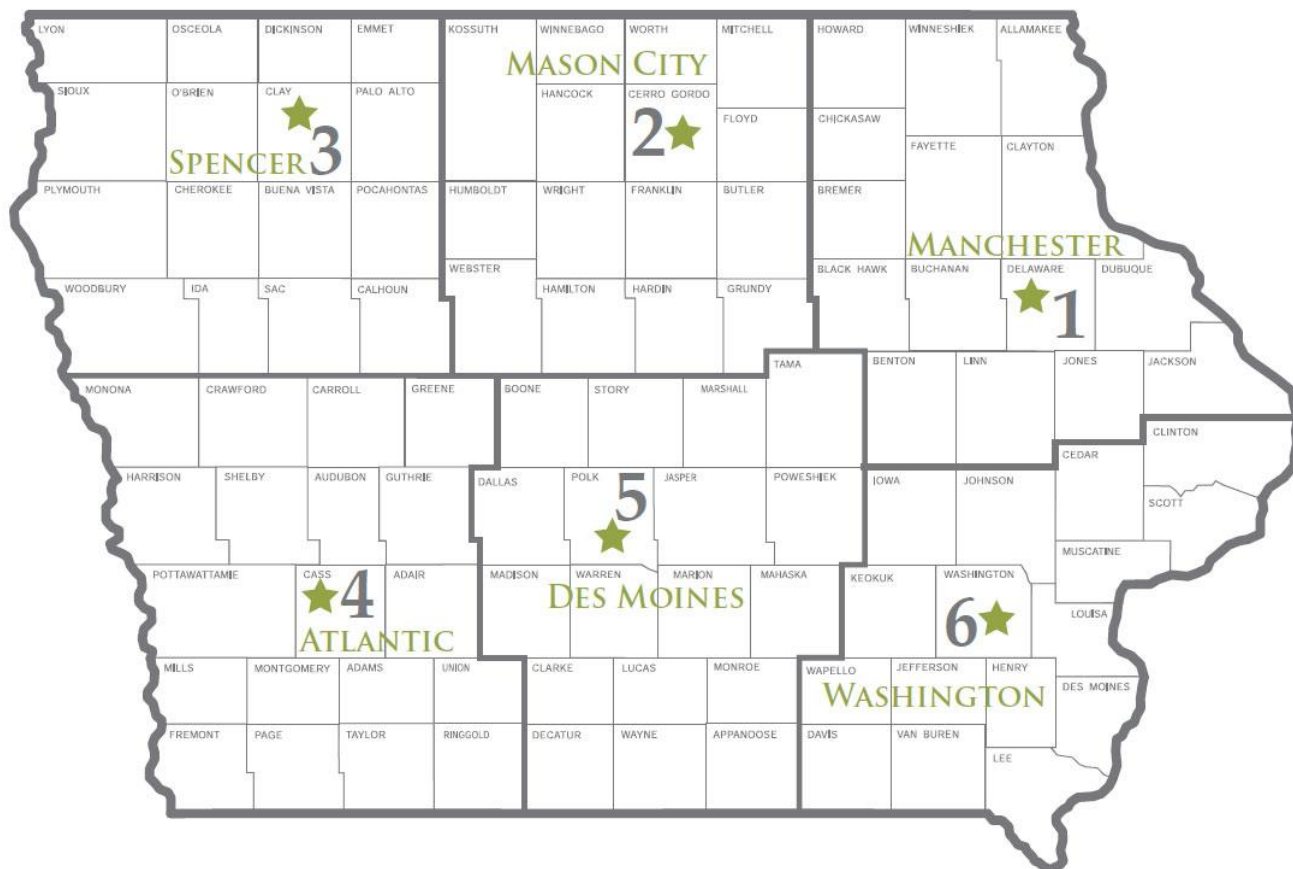 LYON
OSCEOLA
DICKINSON
EMMET
KOSSUTH
WINNEBAGO
WORTH
MITCHELL
HOWARD
WINNESHIEK
ALLAMAKEE
MASON CITY
SIOUX
O'BRIEN
CLAY
PALO ALTO
HANCOCK
CERRO GORDO
FLOYD
CHICKASAW
2
3
SPENCER
FAYETTE
CLAYTON
PLYMOUTH
CHEROKEE
BUENA VISTA
POCAHONTAS
HUMBOLDT
WRIGHT
FRANKLIN
BUTLER
BREMER
MANCHESTER
WEBSTER
BLACK HAWK
BUCHANAN
DELAWARE
DUBUQUE
WOODBURY
IDA
SAC
CALHOUN
HAMILTON
HARDIN
GRUNDY
1
TAMA
BENTON
LINN
JONES
JACKSON
MONONA
CRAWFORD
CARROLL
GREENE
BOONE
STORY
MARSHALL
CLINTON
CEDAR
HARRISON
SHELBY
AUDUBON
GUTHRIE
DALLAS
POLK
JASPER
POWESHIEK
IOWA
JOHNSON
5
SCOTT
MUSCATINE
POTTAWATTAMIE
CASS
ADAIR
MADISON
WARREN
MARION
MAHASKA
KEOKUK
WASHINGTON
4
DES MOINES
6
LOUISA
ATLANTIC
MILLS
MONTGOMERY
ADAMS
UNION
CLARKE
LUCAS
MONROE
WAPELLO
JEFFERSON
HENRY
DES MOINES
WASHINGTON
FREMONT
PAGE
TAYLOR
RINGGOLD
DECATUR
WAYNE
APPANOOSE
DAVIS
VAN BUREN
LEE